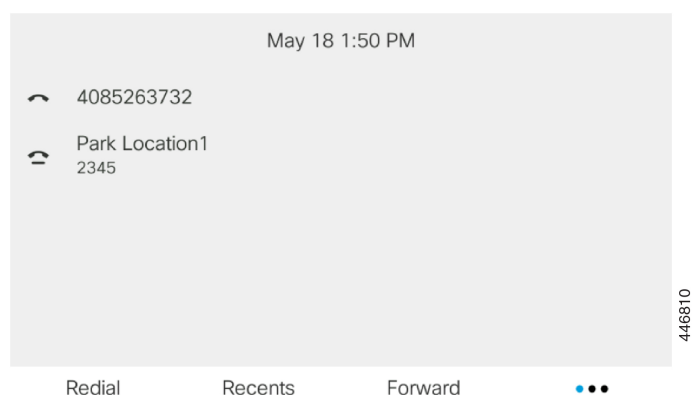 May 18 1:50 PM
4085263732
Park Location1
2345
446810
Redial Recents Forward